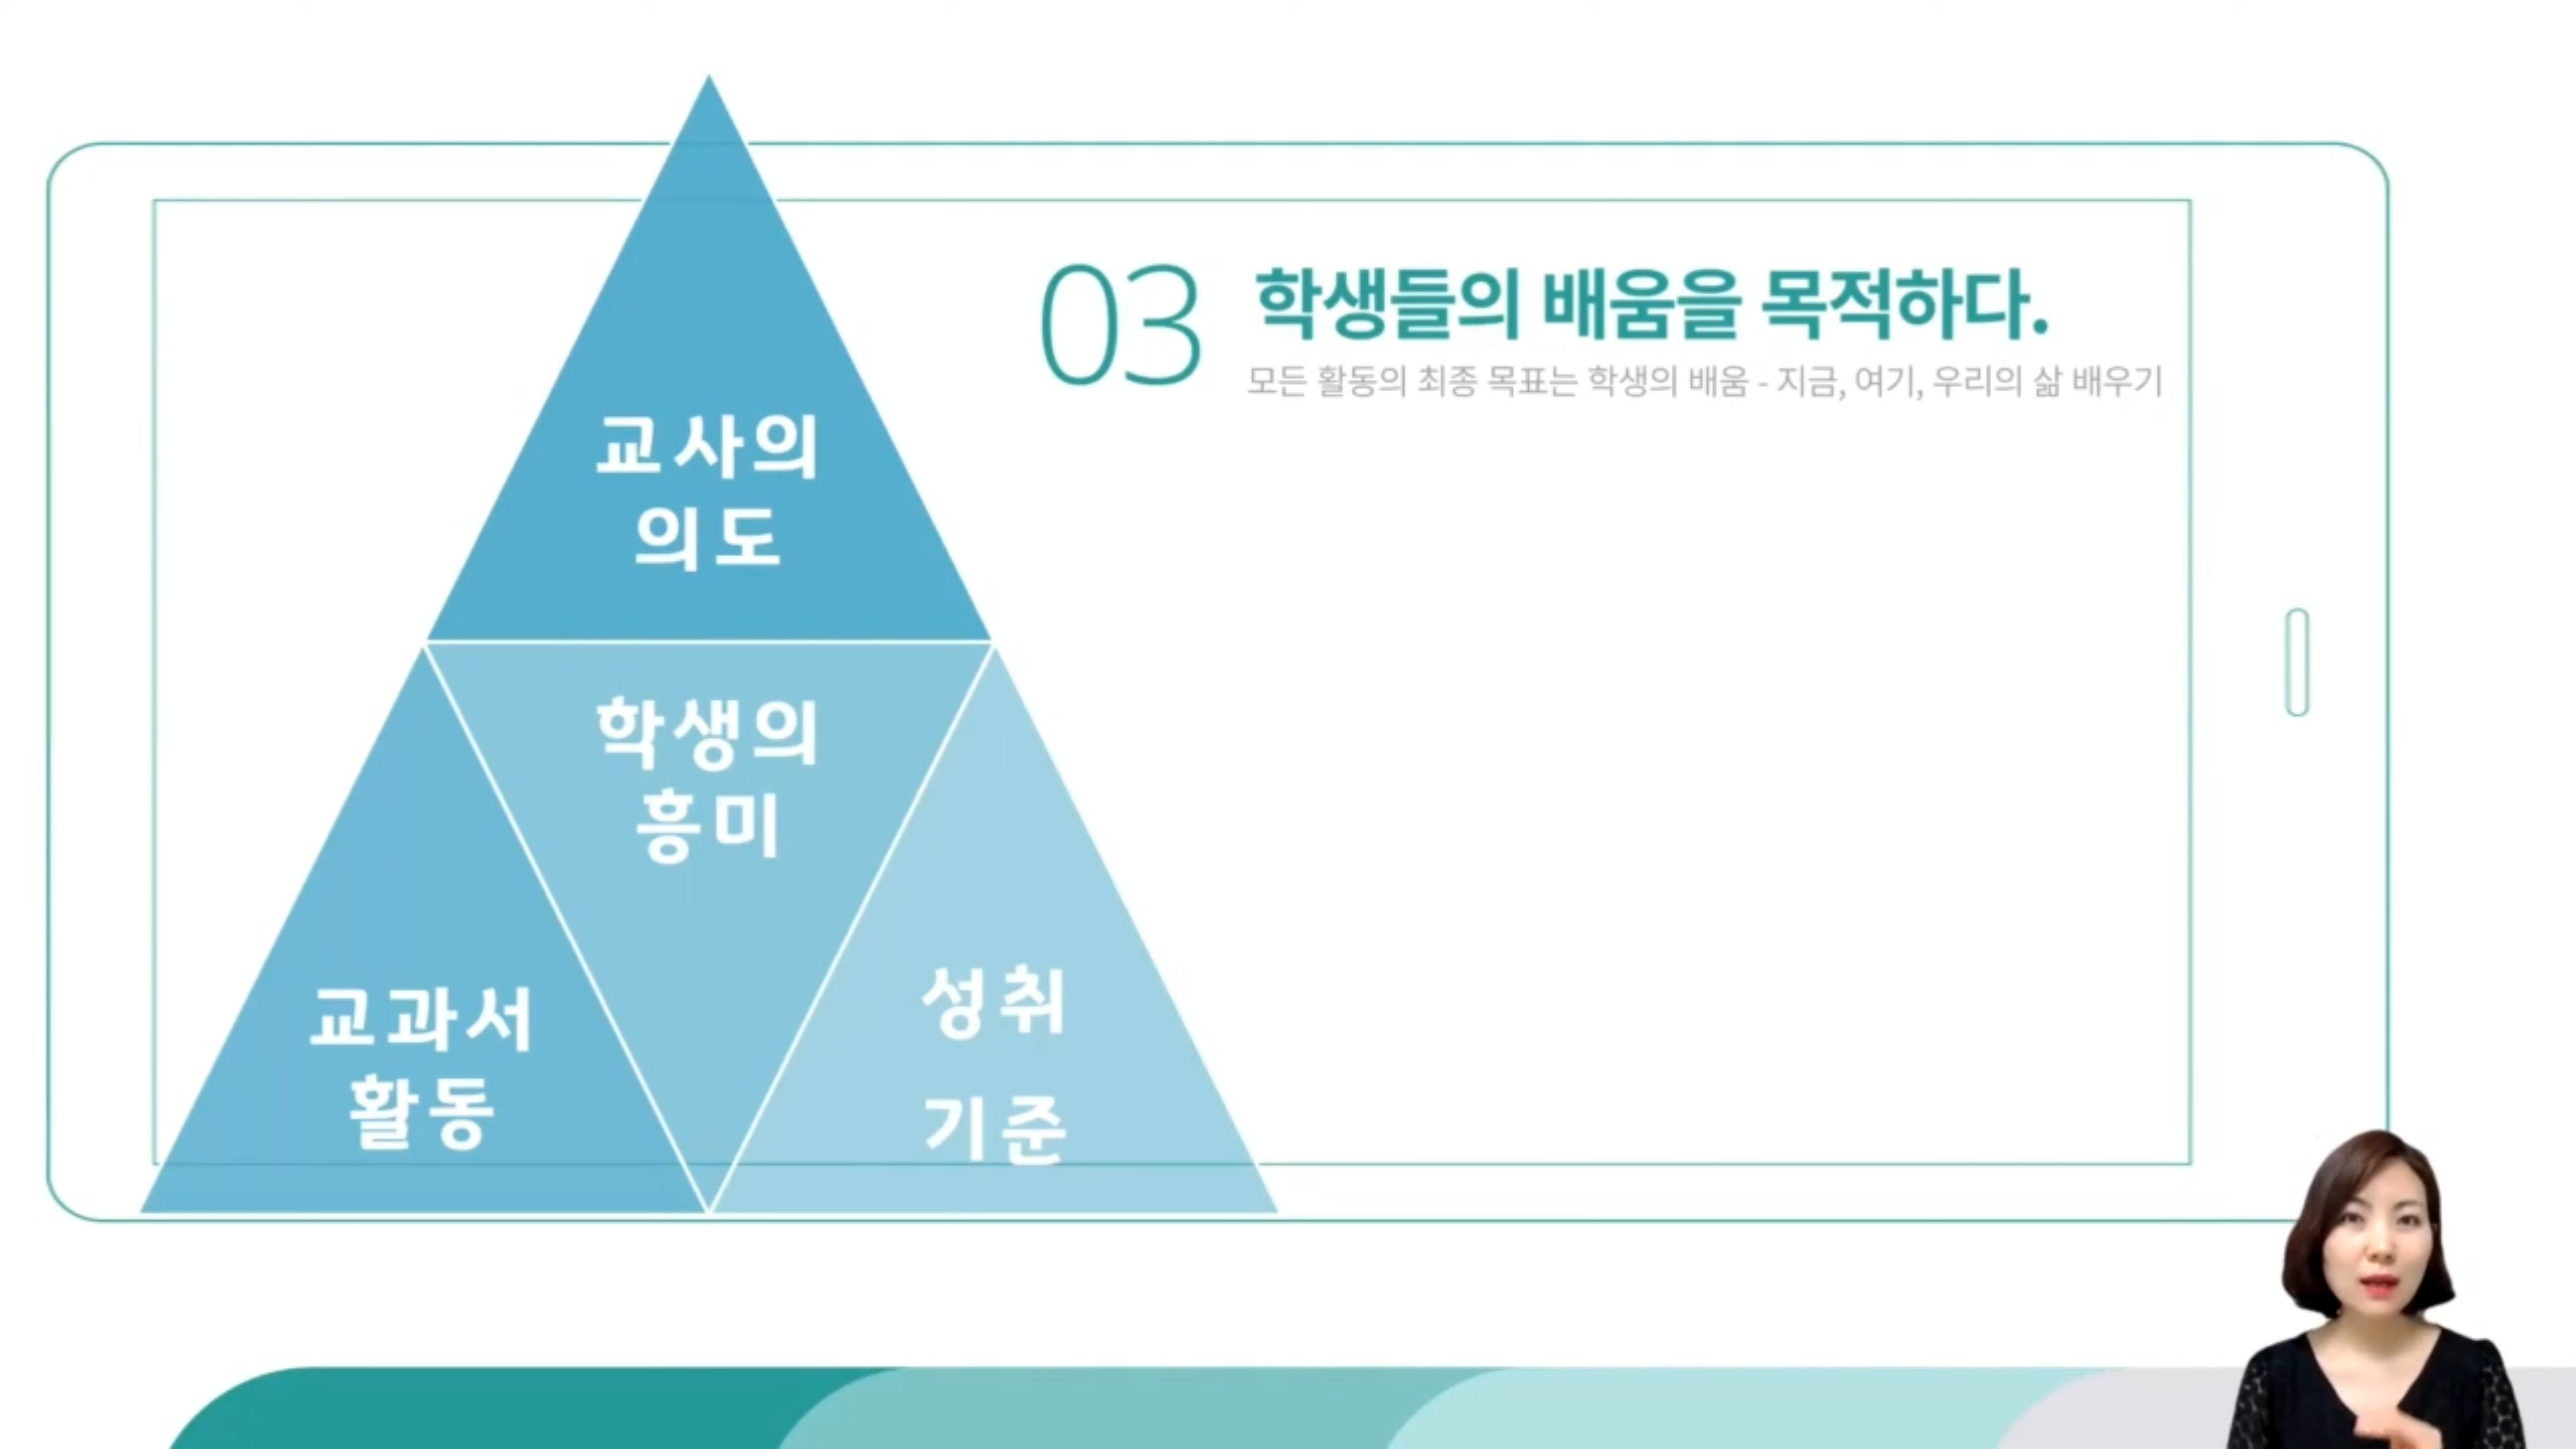 03
학생들의 배움을 목적하다.
모든 활동의 최종 목표는 학생의 배움 - 지금, 여기, 우리의 삶 배우기
교사의
의도
학생의
흥미
교과서
활동
성취
기준